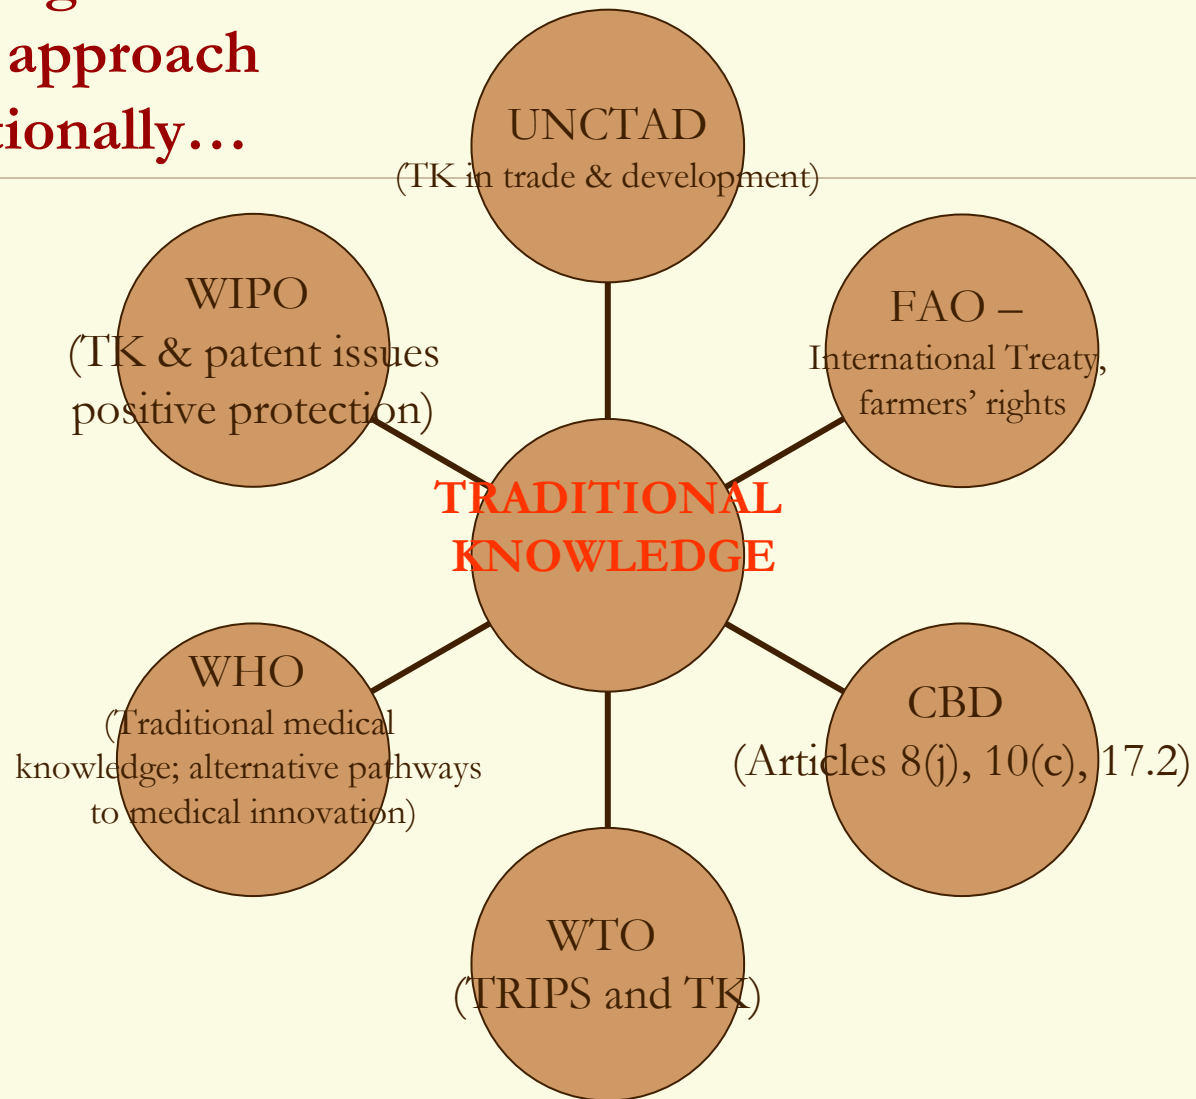 approach
tionally…
UNCTAD
(TK in trade & development)
WIPO
(TK & patent issues
positive protection)
FAO –
International Treaty,
farmers’ rights
TRADITIONAL
KNOWLEDGE
WHO
(Traditional medical
knowledge; alternative pathways
to medical innovation)
CBD
(Articles 8(j), 10(c), 17.2)
WTO
(TRIPS and TK)